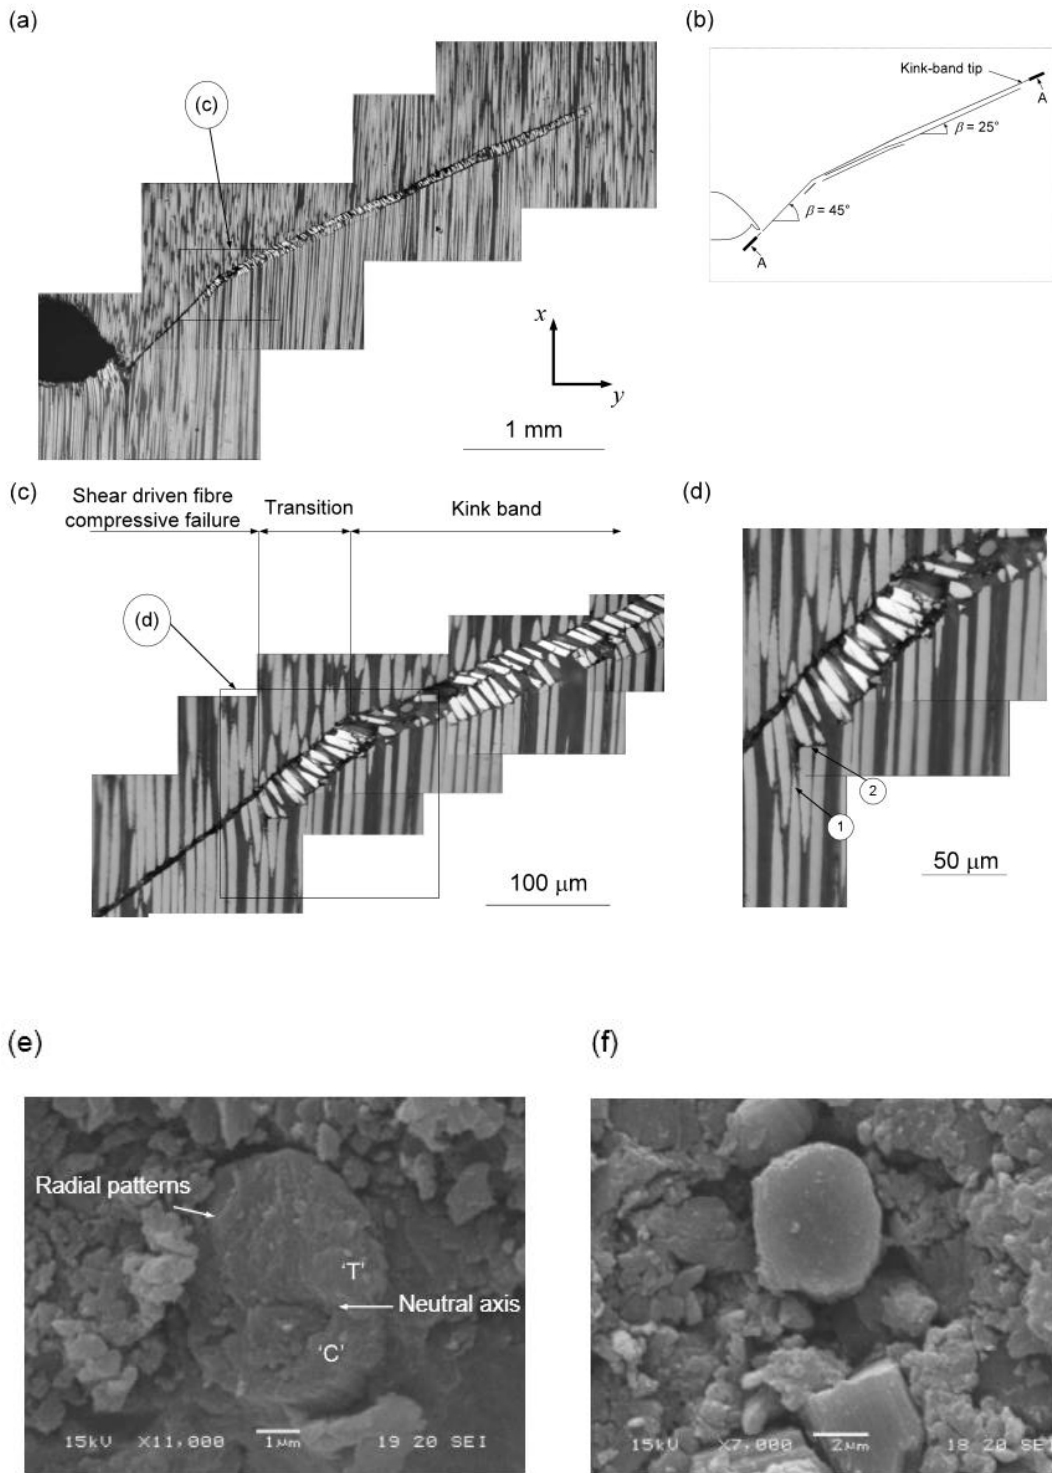 (a)
(c)
x
y
1 mm
(b)
Kink-band tip
A
β = 25°
β = 45°
A
(c)
Shear driven fibre
compressive failure
Transition
Kink band
(d)
100 μm
(d)
1
2
50 μm
(e)
Radial patterns
'T'
Neutral axis
'C'
15kV X11,000 1μm 19 20 SEI
(f)
15kV X7,000 2μm 18 20 SEI